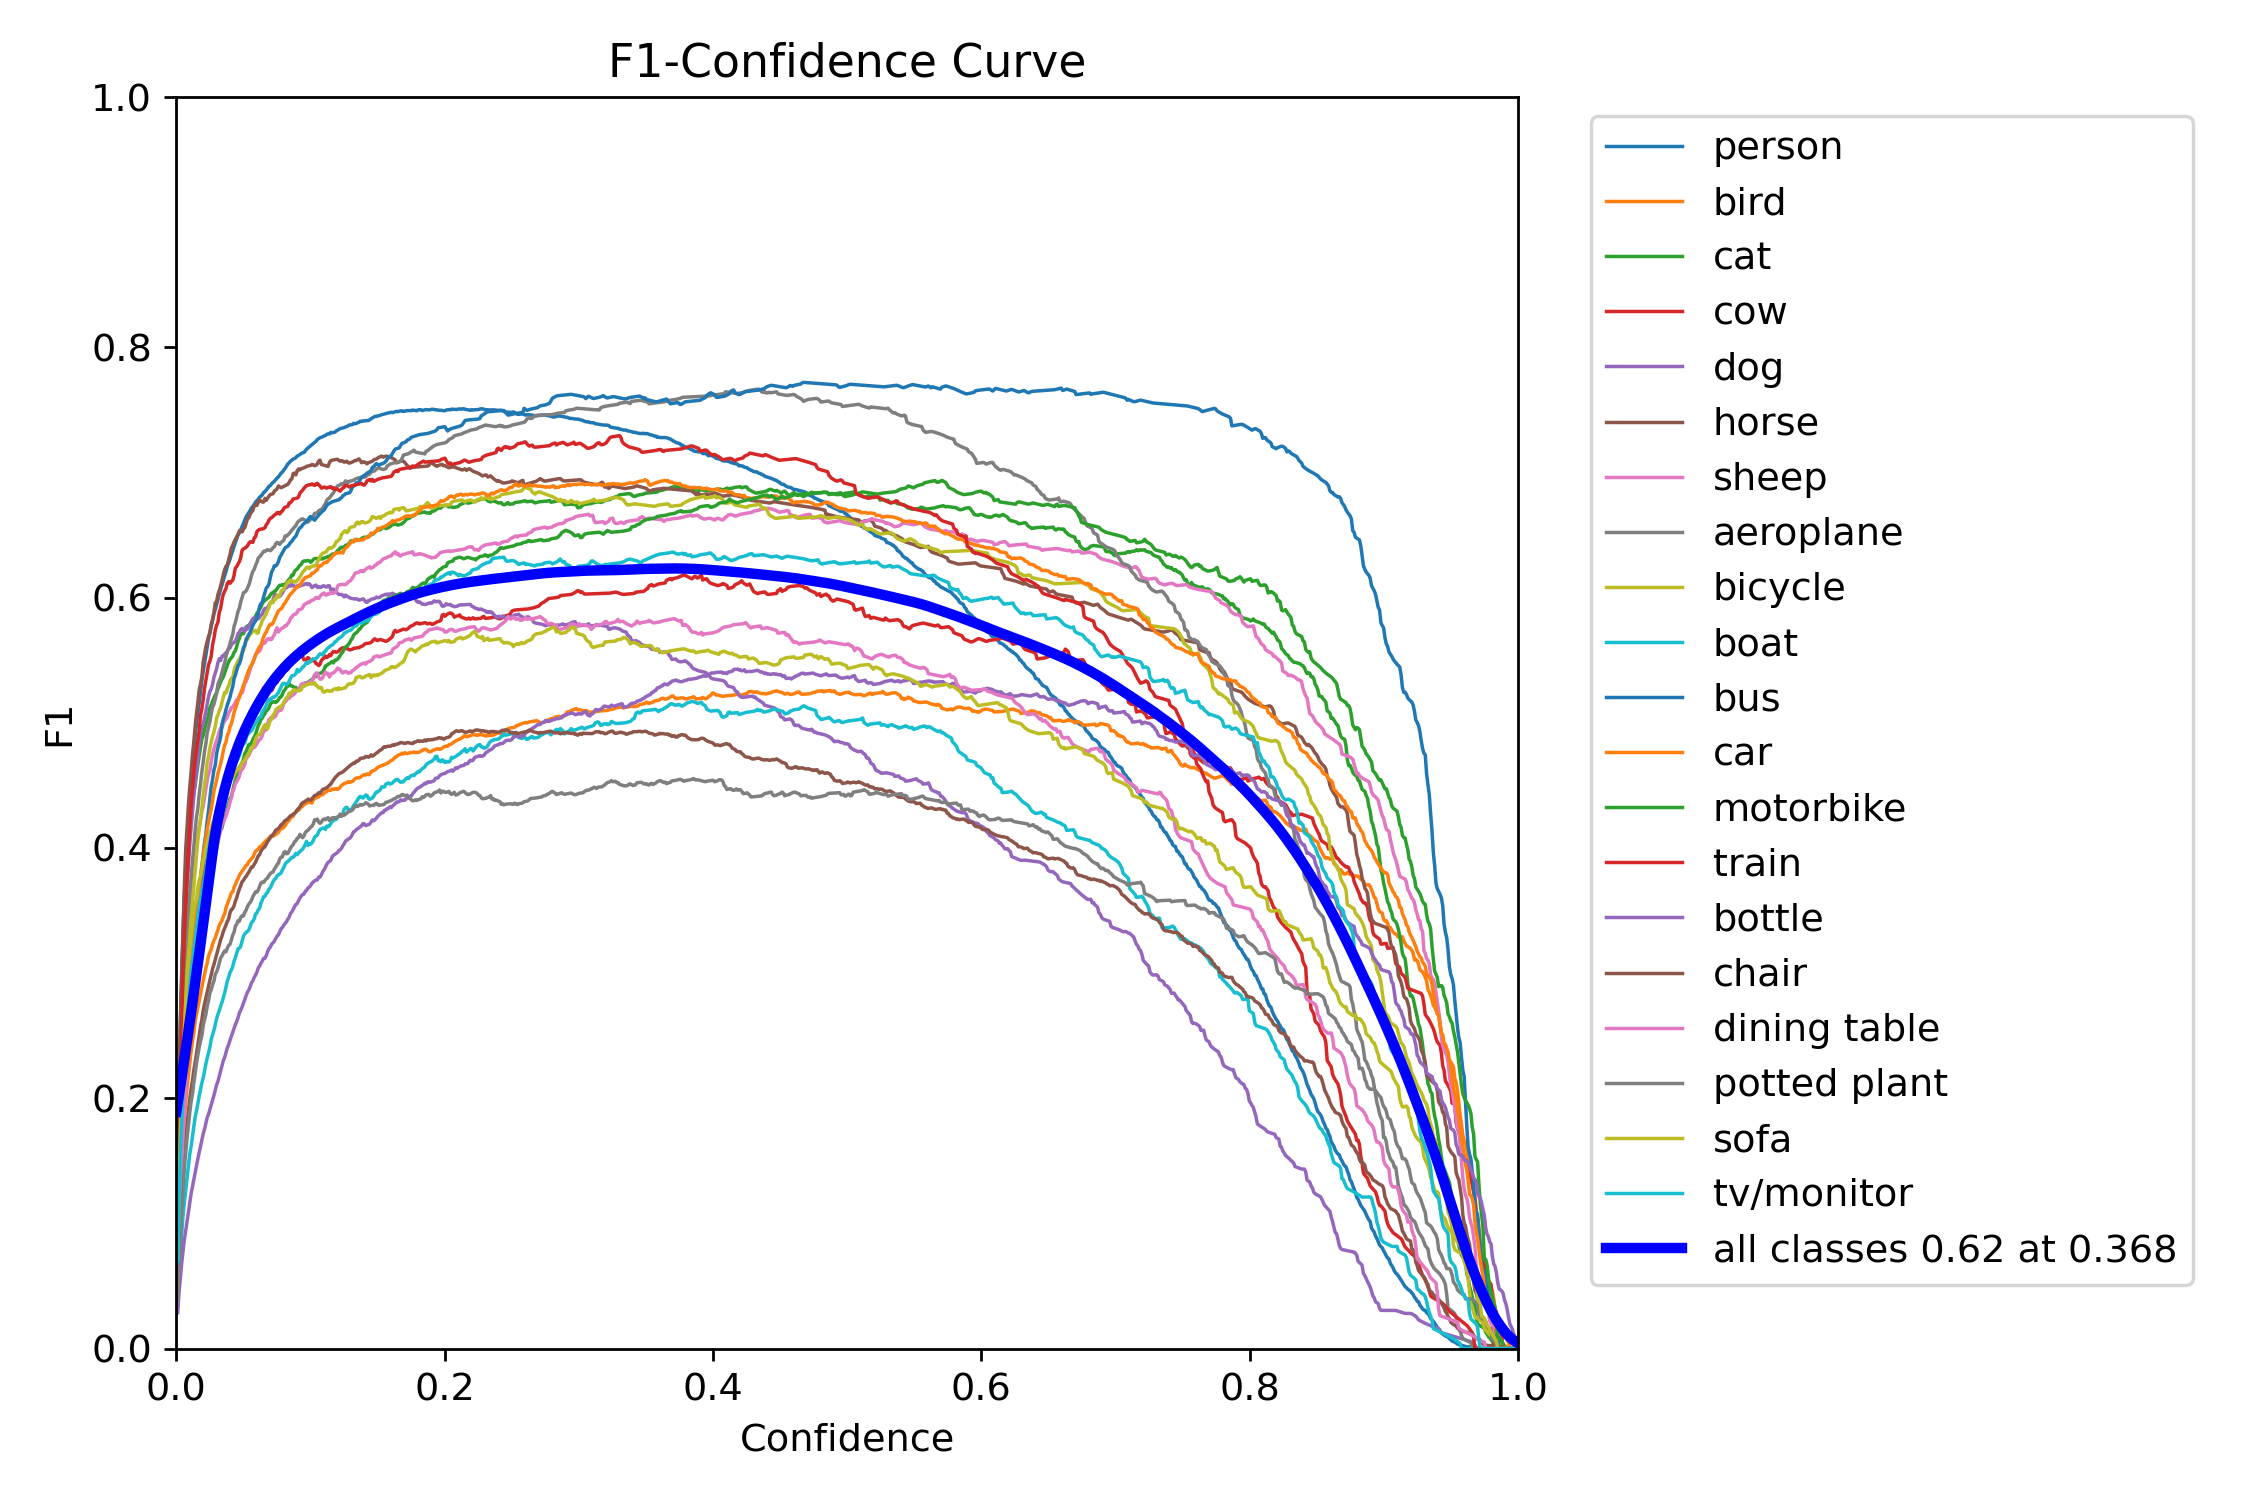 F1-Confidence Curve
1.0
0.8
0.6
0.4
0.2
0.0
F1
0.0 0.2 0.4 0.6 0.8 1.0
Confidence
person
bird
cat
cow
dog
horse
sheep
aeroplane
bicycle
boat
bus
car
motorbike
train
bottle
chair
dining table
potted plant
sofa
tv/monitor
all classes 0.62 at 0.368